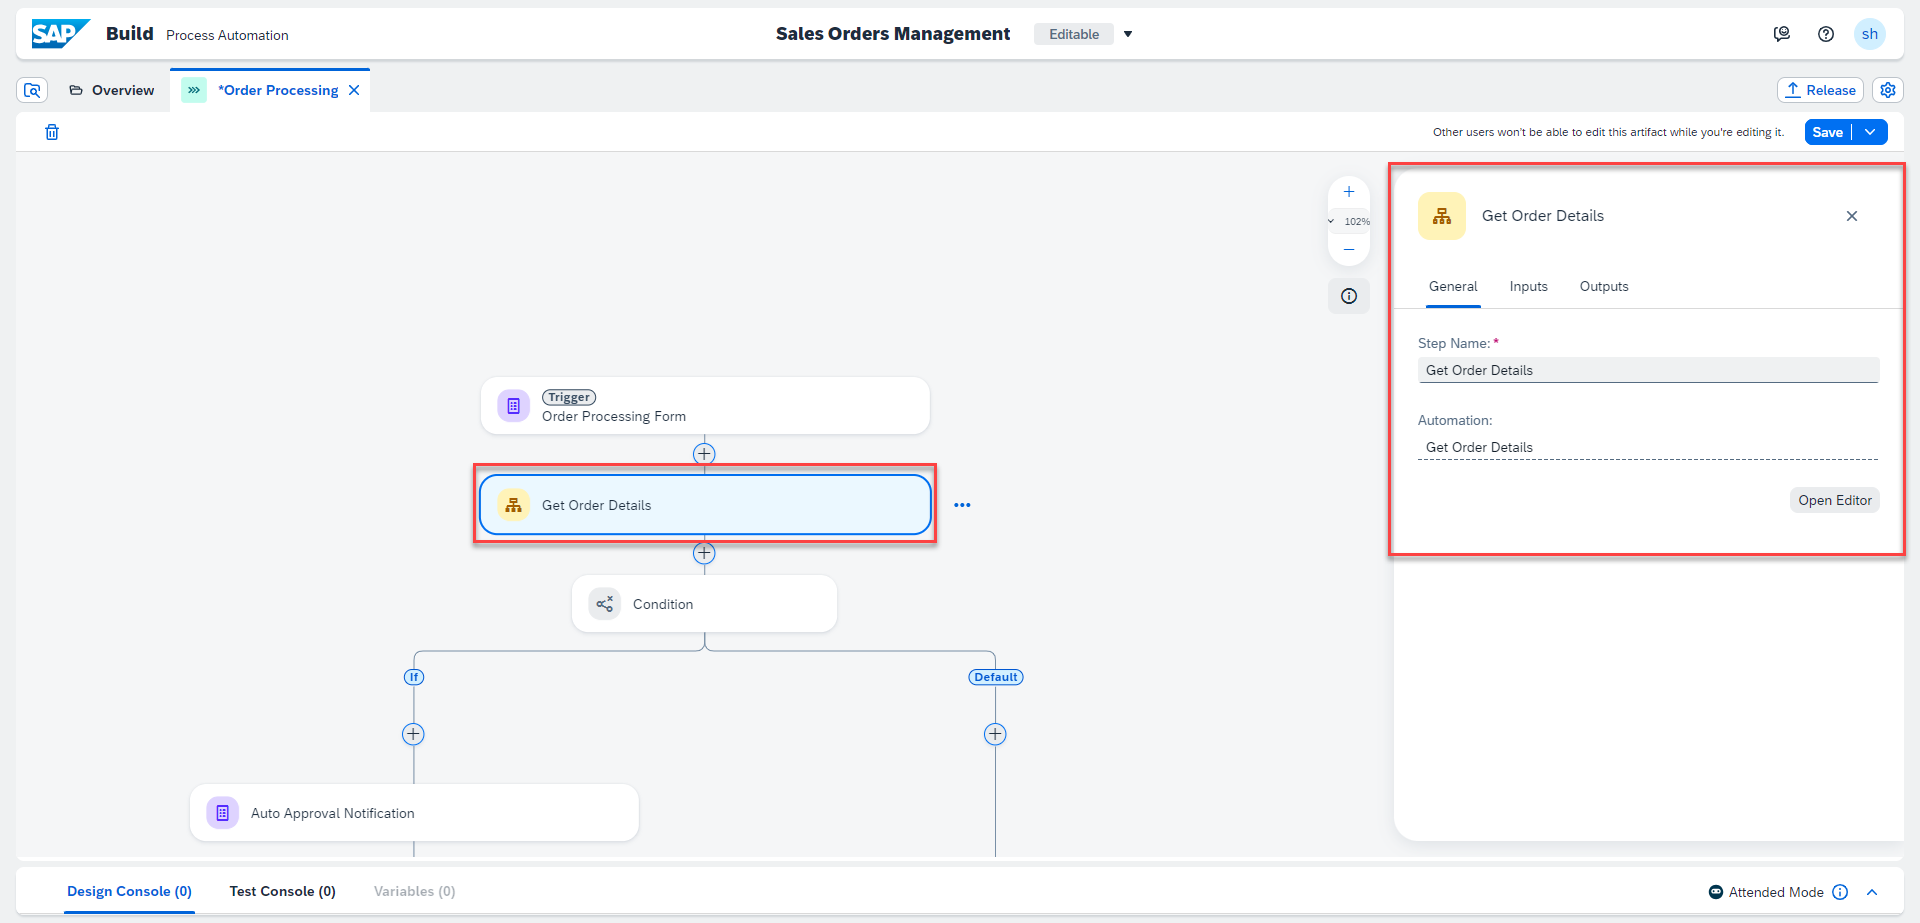 SAP Build Process Automation
Sales Orders Management Editable
sh
Overview
*Order Processing
Release
Other users won't be able to edit this artifact while you're editing it.
Save
102%
Get Order Details
General Inputs Outputs
Step Name:*
Get Order Details
Automation:
Get Order Details
Open Editor
Trigger
Order Processing Form
Get Order Details
Condition
If
Default
Auto Approval Notification
Design Console (0) Test Console (0) Variables (0)
Attended Mode